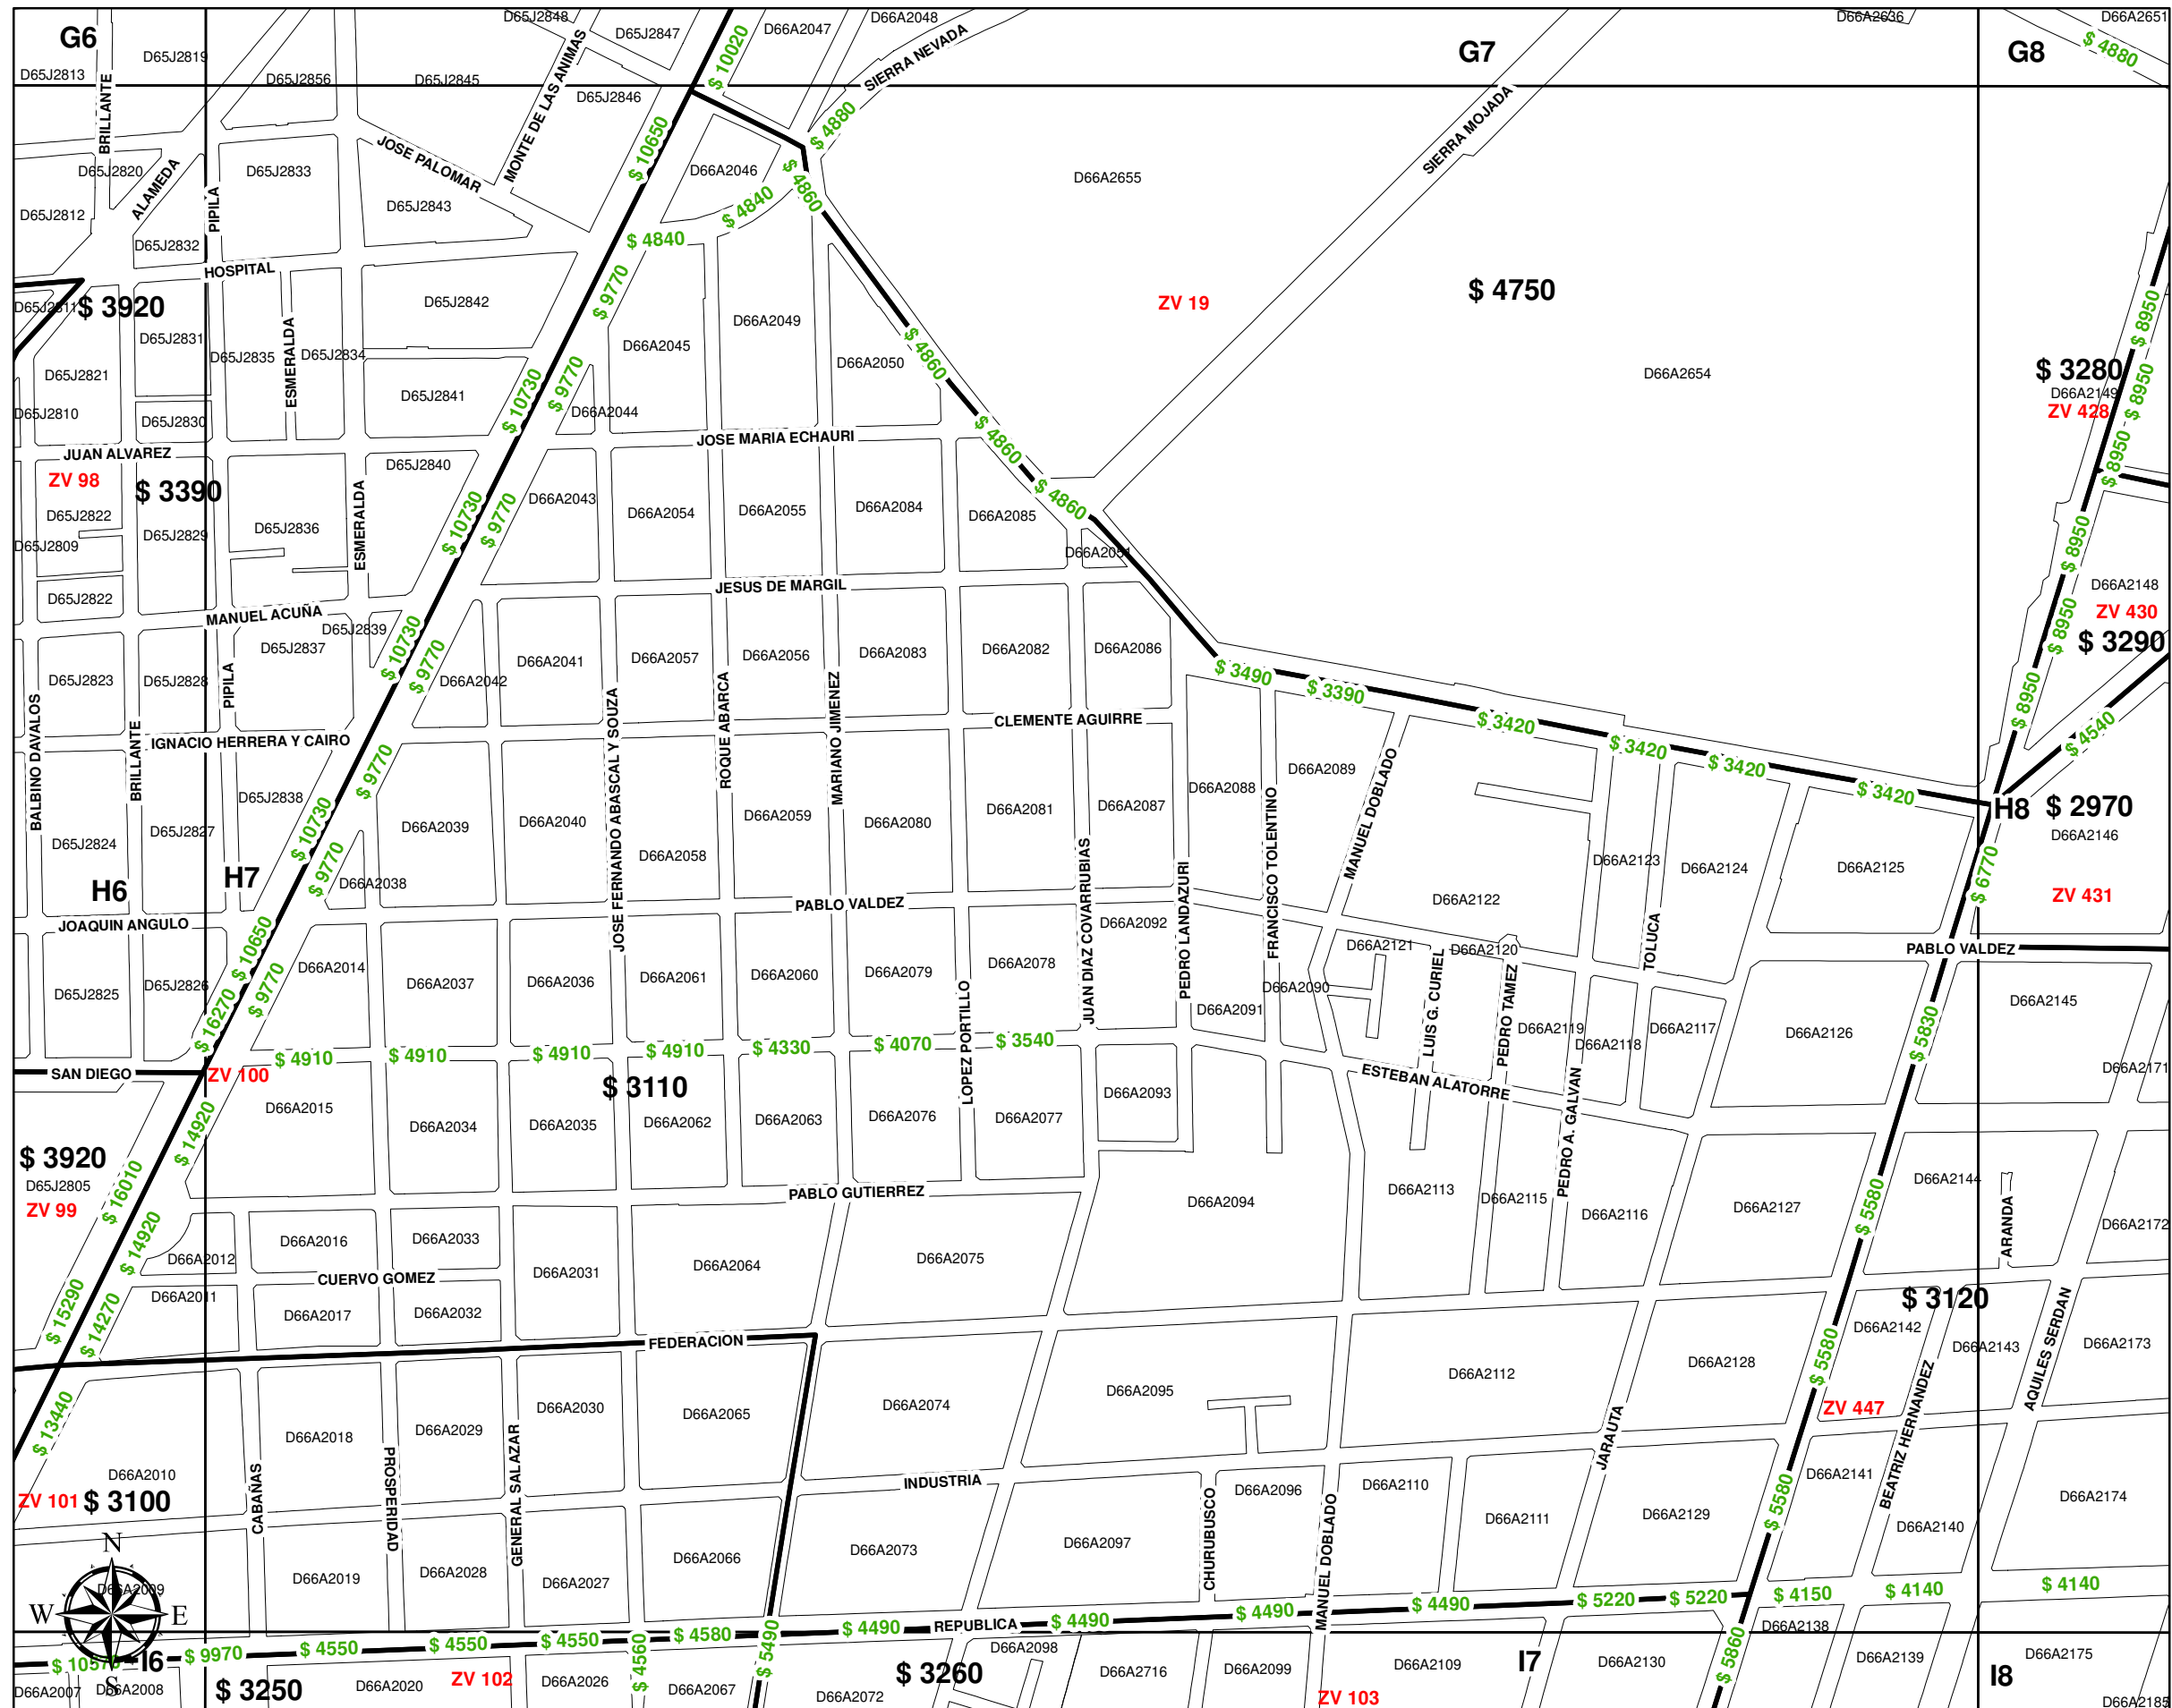 G6
D65J2848
D65J2847
$ 10020
D66A2047
D66A2048
SIERRA NEVADA
G7
D66A2636
G8
D66A2651
$ 4880
D65J2813
D65J2819
D65J2856
D65J2845
D65J2846
MONTE DE LAS ANIMAS
BRILLANTE
$ 10650
$ 4880
SIERRA MOJADA
D65J2820
ALAMEDA
D65J2833
JOSE PALOMAR
D66A2046
$ 4860
D66A2655
D65J2812
PIPILA
D65J2843
$ 4840
$ 4840
D65J2832
HOSPITAL
$ 9770
ZV 19
$ 4750
D65J2811
$ 3920
D65J2842
D66A2049
$ 8950
D65J2831
D65J2835
ESMERALDA
D65J2834
D66A2045
D66A2050
$ 4860
D66A2654
$ 3280
D66A2149
ZV 428
$ 8950
D65J2821
D65J2810
D65J2830
D65J2841
$ 10730
$ 9770
D66A2044
JUAN ALVAREZ
D65J2840
JOSE MARIA ECHAURI
$ 4860
$ 8950
ZV 98
$ 3390
D65J2822
D65J2829
D65J2836
ESMERALDA
$ 10730
$ 9770
D66A2043
D66A2054
D66A2055
D66A2084
D66A2085
$ 4860
D65J2809
D66A2051
$ 8950
D65J2822
MANUEL ACUÑA
JESUS DE MARGIL
D66A2148
ZV 430
$ 3290
D65J2839
D65J2837
$ 10730
$ 9770
$ 8950
D65J2823
D65J2828
PIPILA
D66A2042
D66A2041
D66A2057
D66A2056
D66A2083
D66A2082
D66A2086
$ 3490
$ 3390
$ 3420
$ 3420
$ 3420
$ 3420
$ 8950
$ 4540
BALBINO DAVALOS
BRILLANTE
IGNACIO HERRERA Y CAIRO
JOSE FERNANDO ABASCAL Y SOUZA
ROQUE ABARCA
MARIANO JIMENEZ
CLEMENTE AGUIRRE
D65J2838
$ 9770
D66A2088
D66A2089
MANUEL DOBLADO
D65J2824
D65J2827
$ 10730
D66A2039
D66A2040
D66A2058
D66A2059
D66A2080
D66A2081
D66A2087
FRANCISCO TOLENTINO
H8
$ 2970
D66A2146
H6
H7
$ 9770
D66A2038
JUAN DIAZ COVARRUBIAS
PEDRO LANDAZURI
D66A2122
D66A2123
D66A2124
D66A2125
$ 6770
ZV 431
JOAQUIN ANGULO
$ 10650
PABLO VALDEZ
D66A2092
D66A2121
D66A2120
TOLUCA
PABLO VALDEZ
D65J2825
D65J2826
$ 16270
$ 9770
D66A2014
D66A2037
D66A2036
D66A2061
D66A2060
D66A2079
D66A2078
LOPEZ PORTILLO
D66A2091
D66A2090
LUIS G. CURIEL
PEDRO TAMEZ
D66A2119
D66A2118
D66A2117
D66A2126
$ 5830
D66A2145
$ 4910
$ 4910
$ 4910
$ 4910
$ 4330
$ 4070
$ 3540
SAN DIEGO
ZV 100
$ 3110
ESTEBAN ALATORRE
D66A2171
$ 14920
D66A2015
D66A2034
D66A2035
D66A2062
D66A2063
D66A2076
D66A2077
D66A2093
PEDRO A. GALVAN
$ 3920
D65J2805
ZV 99
$ 16010
PABLO GUTIERREZ
D66A2094
D66A2113
D66A2115
D66A2116
D66A2127
$ 5580
D66A2144
ARANDA
D66A2172
$ 14920
D66A2012
D66A2016
D66A2033
D66A2031
D66A2064
D66A2075
CUERVO GOMEZ
D66A2011
$ 15290
$ 14270
D66A2017
D66A2032
$ 3120
AQUILES SERDAN
FEDERACION
D66A2142
D66A2143
D66A2173
$ 5580
D66A2112
D66A2128
$ 13440
D66A2018
D66A2029
D66A2030
D66A2065
D66A2074
D66A2095
ZV 447
BEATRIZ HERNANDEZ
JARAUTA
D66A2010
ZV 101
$ 3100
CABAÑAS
PROSPERIDAD
GENERAL SALAZAR
INDUSTRIA
D66A2096
D66A2110
D66A2111
D66A2129
$ 5580
D66A2141
D66A2140
D66A2174
N
D66A2009
W
E
S
D66A2019
D66A2028
D66A2027
D66A2066
D66A2073
D66A2097
CHURUBUSCO
MANUEL DOBLADO
$ 4490
REPUBLICA
$ 4490
$ 4490
$ 4490
$ 5220
$ 5220
$ 4150
$ 4140
$ 4140
I6
$ 9970
$ 4550
$ 4550
$ 4550
$ 4560
$ 4580
$ 5490
D66A2098
D66A2138
D66A2007
D66A2008
$ 3250
D66A2020
ZV 102
D66A2026
D66A2067
D66A2072
$ 3260
D66A2716
D66A2099
ZV 103
D66A2109
I7
D66A2130
$ 5860
D66A2139
I8
D66A2175